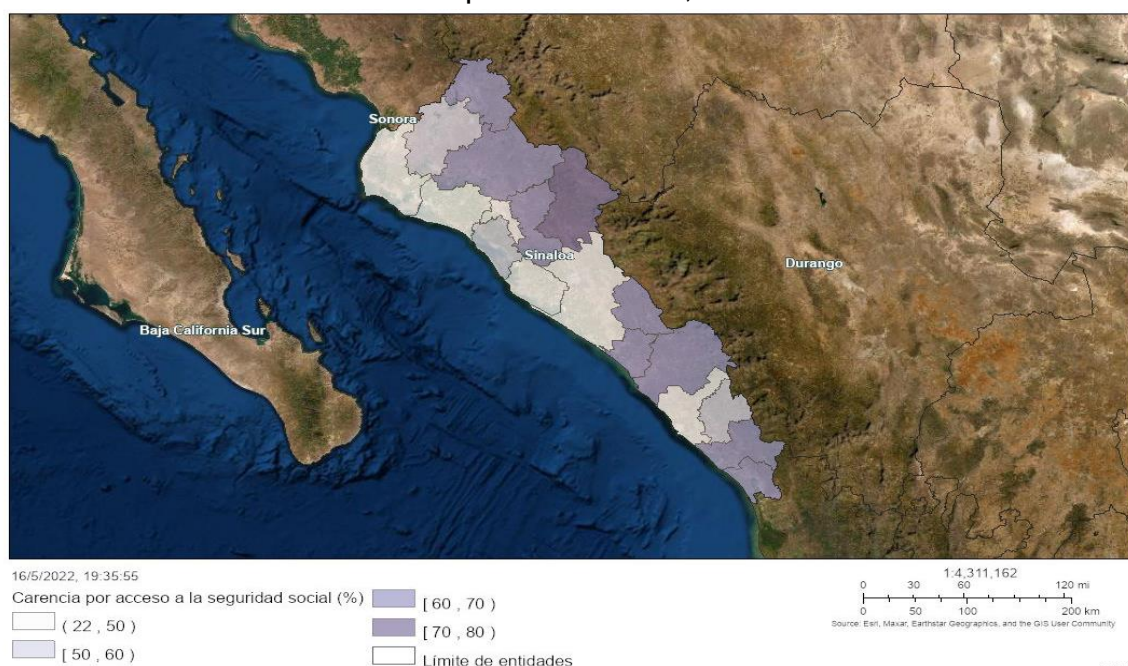 Sonora
Sinaloa
Durango
Baja California Sur
16/5/2022, 19:35:55
Carencia por acceso a la seguridad social (%)
( 22 , 50 )
[ 50 , 60 )
[ 60 , 70 )
[ 70 , 80 )
Límite de entidades
1:4,311,162
0 30 60 120 mi
0 50 100 200 km
Source: Esri, Maxar, Earthstar Geographics, and the GIS User Community